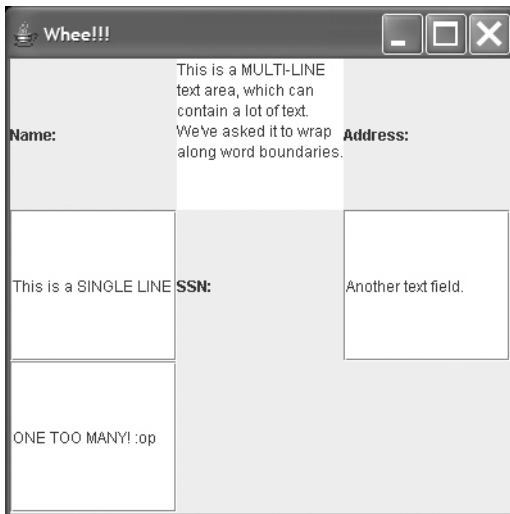 Whee!!!
Name:
This is a MULTI-LINE
text area, which can
contain a lot of text.
We've asked it to wrap
along word boundaries.
Address:
This is a SINGLE LINE
SSN:
Another text field.
ONE TOO MANY! :op